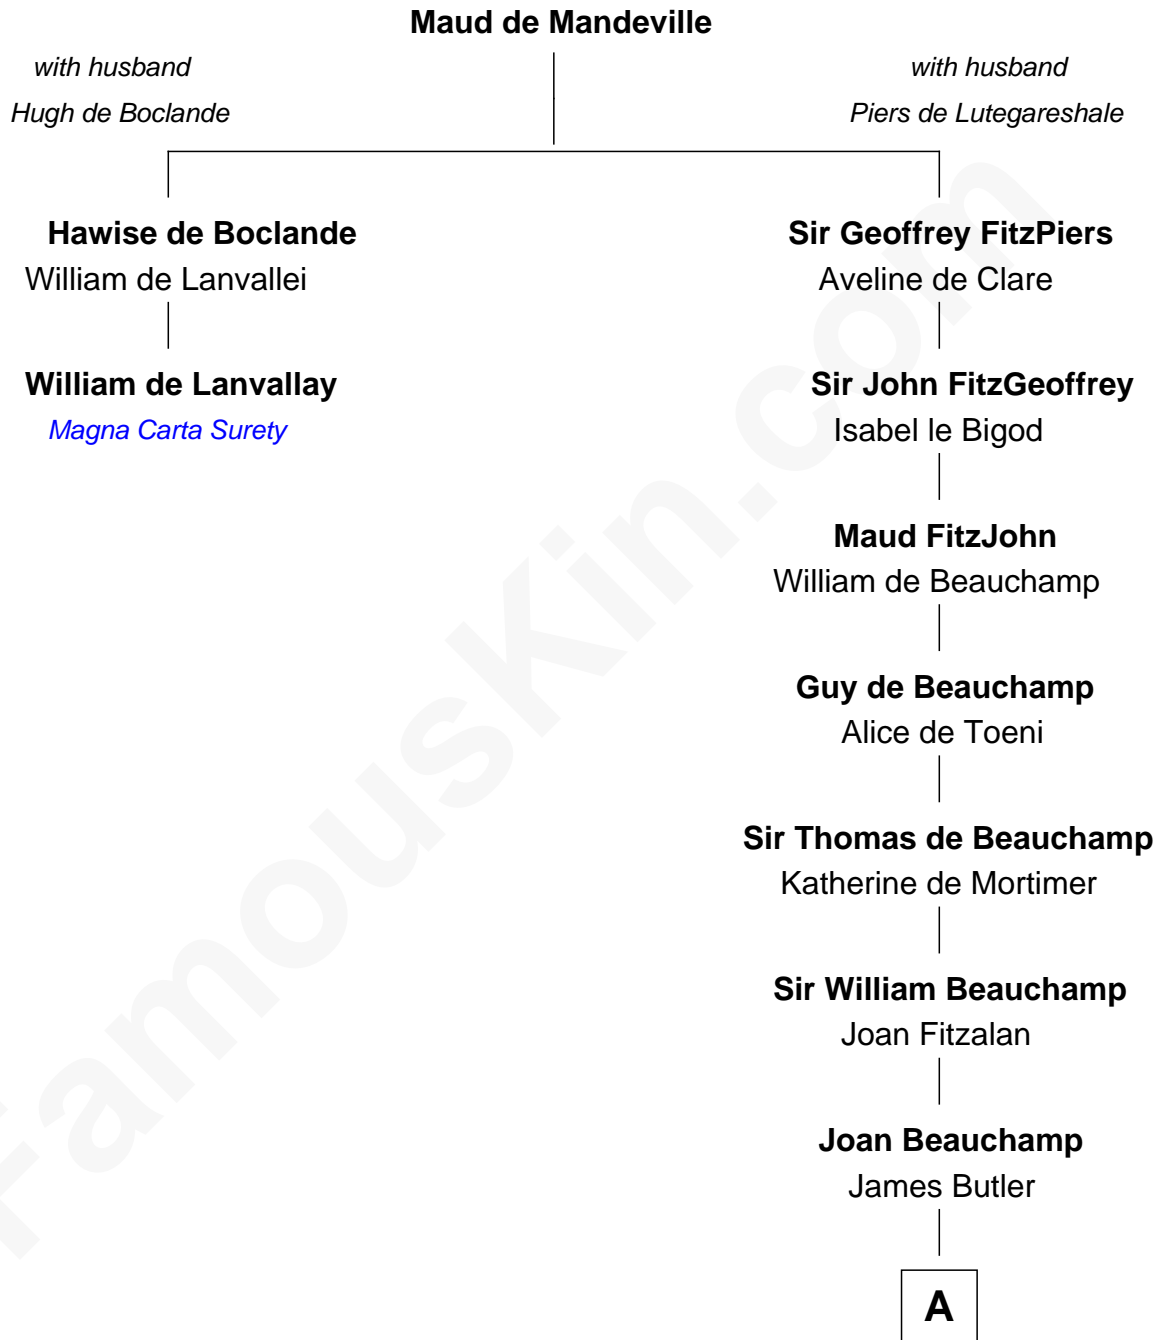 Maud de Mandeville
with husband
Hugh de Boclande
with husband
Piers de Lutegareshale
Hawise de Boclande
William de Lanvallei
William de Lanvallay
Magna Carta Surety
Sir Geoffrey FitzPiers
Aveline de Clare
Sir John FitzGeoffrey
Isabel le Bigod
Maud FitzJohn
William de Beauchamp
Guy de Beauchamp
Alice de Toeni
Sir Thomas de Beauchamp
Katherine de Mortimer
Sir William Beauchamp
Joan Fitzalan
Joan Beauchamp
James Butler
A
FamousKin.com